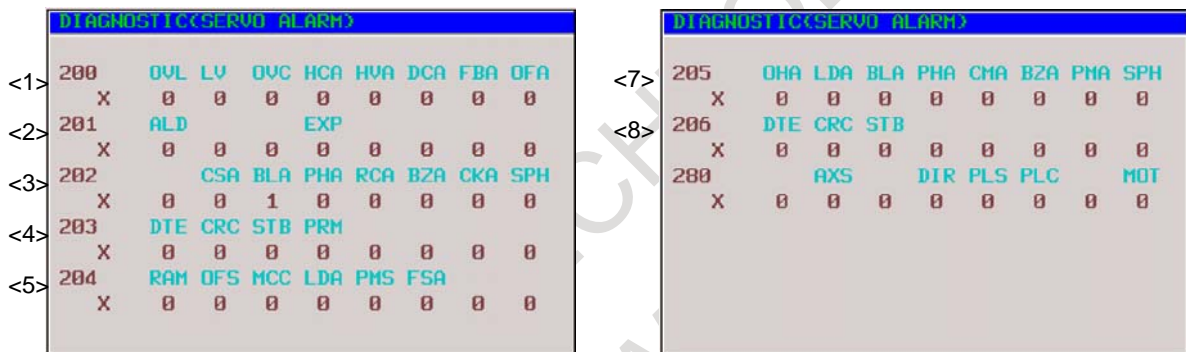 DIAGNOSTIC(SERVO ALARM)
<1> 200 OVL LV OVC HCA HVA DCA FBA OFA
X 0 0 0 0 0 0 0 0
<2> 201 ALD EXP
X 0 0 0 0 0 0 0 0
<3> 202 CSA BLA PHA RCA BZA CKA SPH
X 0 0 1 0 0 0 0 0
<4> 203 DTE CRC STB PRM
X 0 0 0 0 0 0 0 0
<5> 204 RAM OFS MCC LDA PMS FSA
X 0 0 0 0 0 0 0 0
DIAGNOSTIC(SERVO ALARM)
<7> 205 OHA LDA BLA PHA CMA BZA PMA SPH
X 0 0 0 0 0 0 0 0
<8> 206 DTE CRC STB
X 0 0 0 0 0 0 0 0
280 AXS DIR PLS PLC MOT
X 0 0 0 0 0 0 0 0